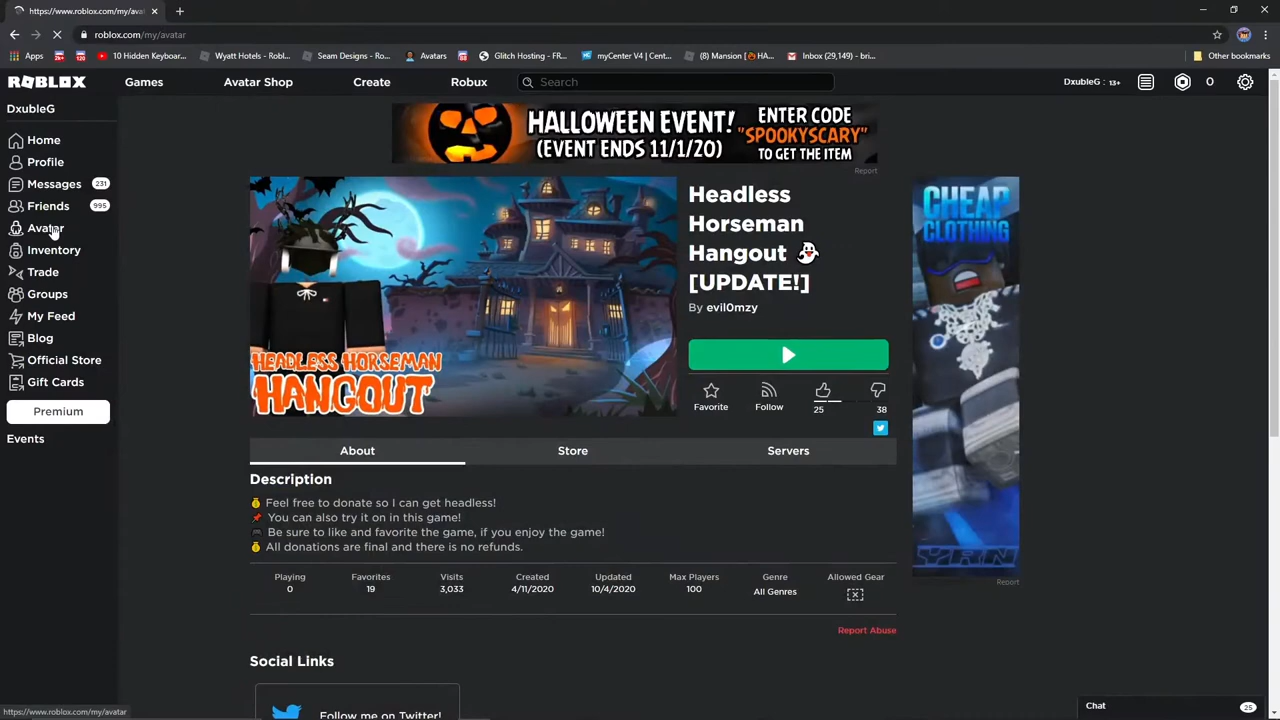 https://www.roblox.com/my/ava
roblox.com/my/avatar
Apps
10 Hidden Keyboar...
Wyatt Hotels - Robl...
Seam Designs - Ro...
Avatars
Glitch Hosting - FR...
myCenter V4 | Cent...
(8) Mansion
Inbox (29,149) - bri...
Other bookmarks
ROBLOX
Games
Avatar Shop
Create
Robux
Search
DxubleG : 13+
0
DxubleG
Home
Profile
Messages 231
Friends 995
Avatar
Inventory
Trade
Groups
My Feed
Blog
Official Store
Gift Cards
Premium
Events
HALLOWEEN EVENT!
(EVENT ENDS 11/1/20)
ENTER CODE
"SPOOKYSCARY"
TO GET THE ITEM
Report
HEADLESS HORSEMAN
HANGOUT
Headless
Horseman
Hangout 👻
[UPDATE!]
By evil0mzy
Favorite
Follow
25
38
CHEAP
CLOTHING
YRN
Report
About
Store
Servers
Description
💰 Feel free to donate so I can get headless!
📌 You can also try it on in this game!
🎮 Be sure to like and favorite the game, if you enjoy the game!
💰 All donations are final and there is no refunds.
Playing
0
Favorites
19
Visits
3,033
Created
4/11/2020
Updated
10/4/2020
Max Players
100
Genre
All Genres
Allowed Gear
Report Abuse
Social Links
Follow me on Twitter!
https://www.roblox.com/my/avatar
Chat
25